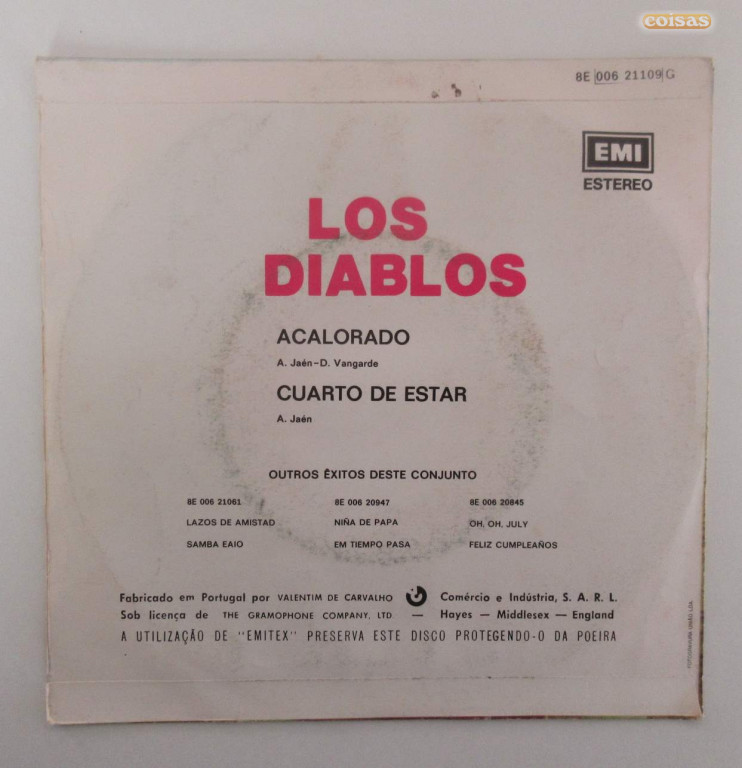 coisas
8E 006 21109 G
EMI
ESTEREO
LOS
DIABLOS
ACALORADO
A. Jaén-D. Vangarde
CUARTO DE ESTAR
A. Jaén
OUTROS ÊXITOS DESTE CONJUNTO
8E 006 21061 8E 006 20947 8E 006 20845
LAZOS DE AMISTAD NIÑA DE PAPA OH, OH, JULY
SAMBA EAIO EM TIEMPO PASA FELIZ CUMPLEAÑOS
Fabricado em Portugal por VALENTIM DE CARVALHO Comércio e Indústria, S. A. R. L.
Sob licença de THE GRAMOPHONE COMPANY, LTD. — Hayes — Middlesex — England
A UTILIZAÇÃO DE "EMITEX" PRESERVA ESTE DISCO PROTEGENDO-O DA POEIRA
FOTOGRAVURA UNIÃO LDA